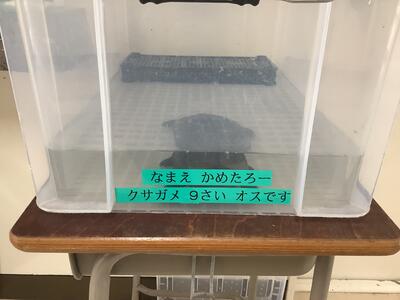 なまえ かめたろー
クサガメ 9さい オスです